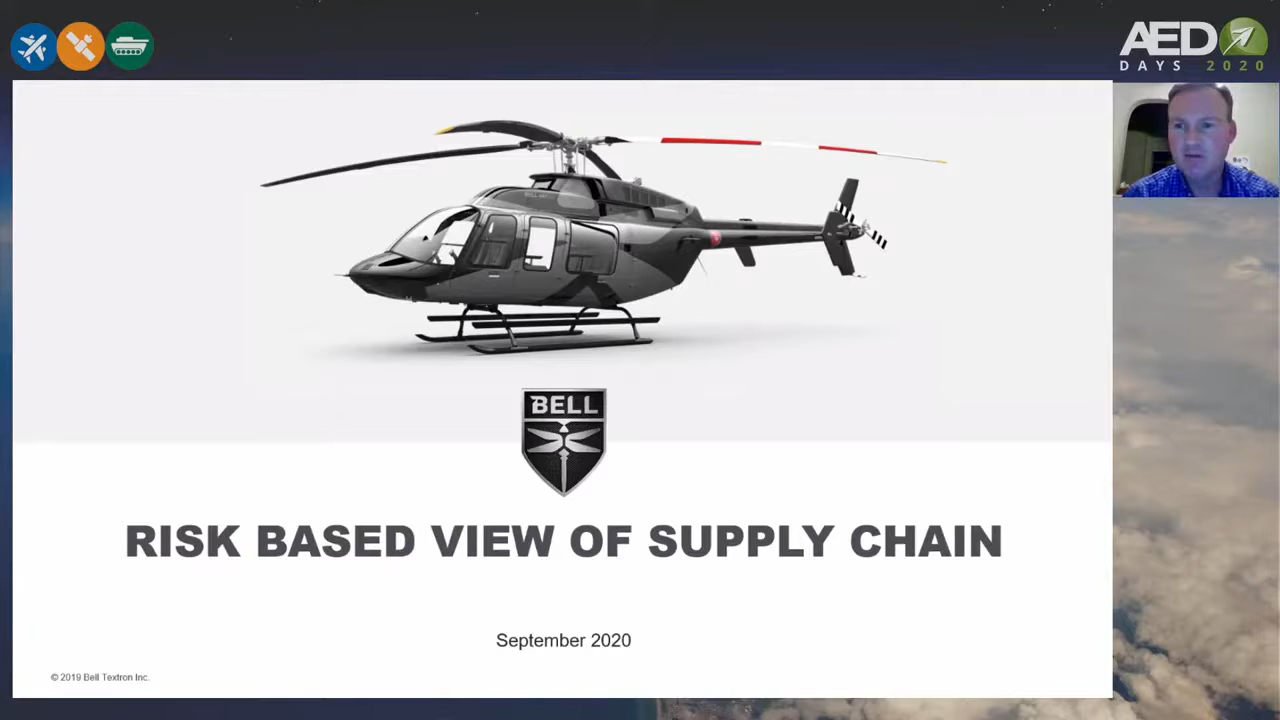 AED
DAYS 2020
BELL
RISK BASED VIEW OF SUPPLY CHAIN
September 2020
© 2019 Bell Textron Inc.